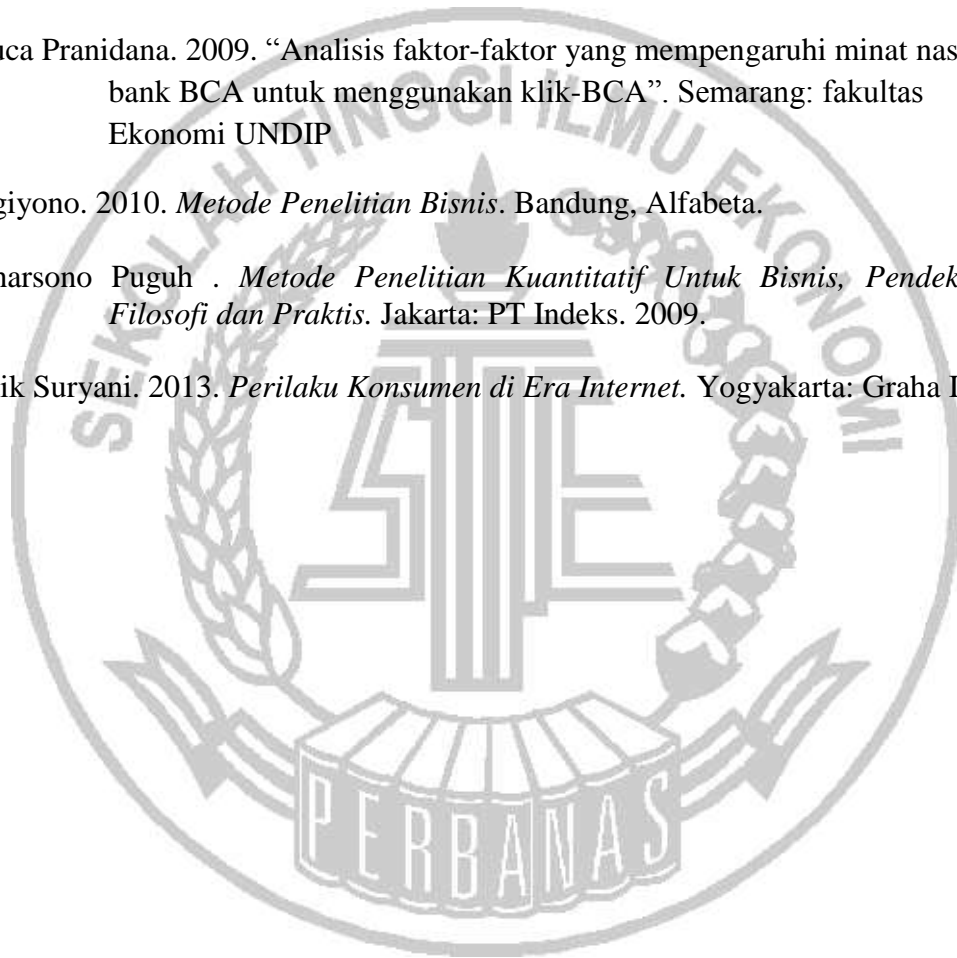 uca Pranidana. 2009. “Analisis faktor-faktor yang mempengaruhi minat nas
bank BCA untuk menggunakan klik-BCA”. Semarang: fakultas
Ekonomi UNDIP
giyono. 2010. Metode Penelitian Bisnis. Bandung, Alfabeta.
narsono Puguh . Metode Penelitian Kuantitatif Untuk Bisnis, Pendek
Filosofi dan Praktis. Jakarta: PT Indeks. 2009.
ik Suryani. 2013. Perilaku Konsumen di Era Internet. Yogyakarta: Graha I
SEKOLAH TINGGI ILMU EKONOMI
STIE
PERBANAS